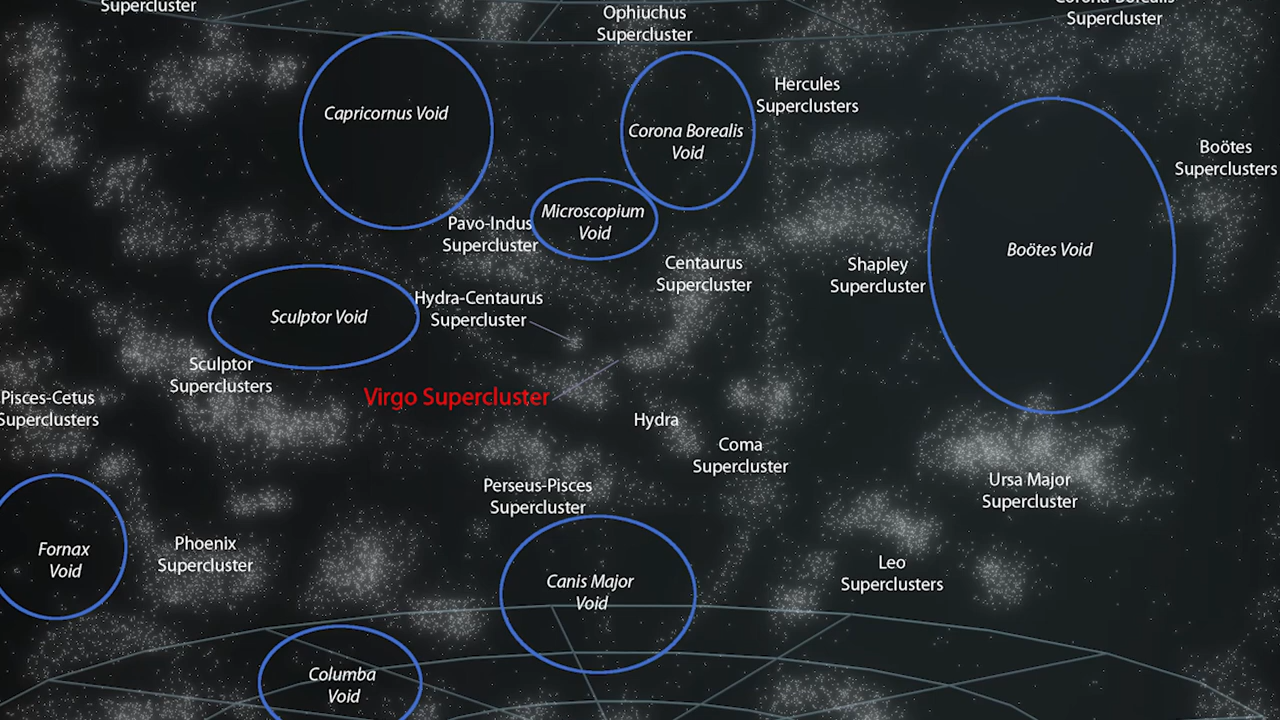 Supercluster
Ophiuchus
Supercluster
Corona Borealis
Supercluster
Capricornus Void
Hercules
Superclusters
Corona Borealis
Void
Boötes
Superclusters
Microscopium
Void
Pavo-Indus
Supercluster
Boötes Void
Centaurus
Supercluster
Shapley
Supercluster
Hydra-Centaurus
Supercluster
Sculptor Void
Sculptor
Superclusters
Virgo Supercluster
Pisces-Cetus
Superclusters
Hydra
Coma
Supercluster
Ursa Major
Supercluster
Perseus-Pisces
Supercluster
Fornax
Void
Phoenix
Supercluster
Leo
Superclusters
Canis Major
Void
Columba
Void